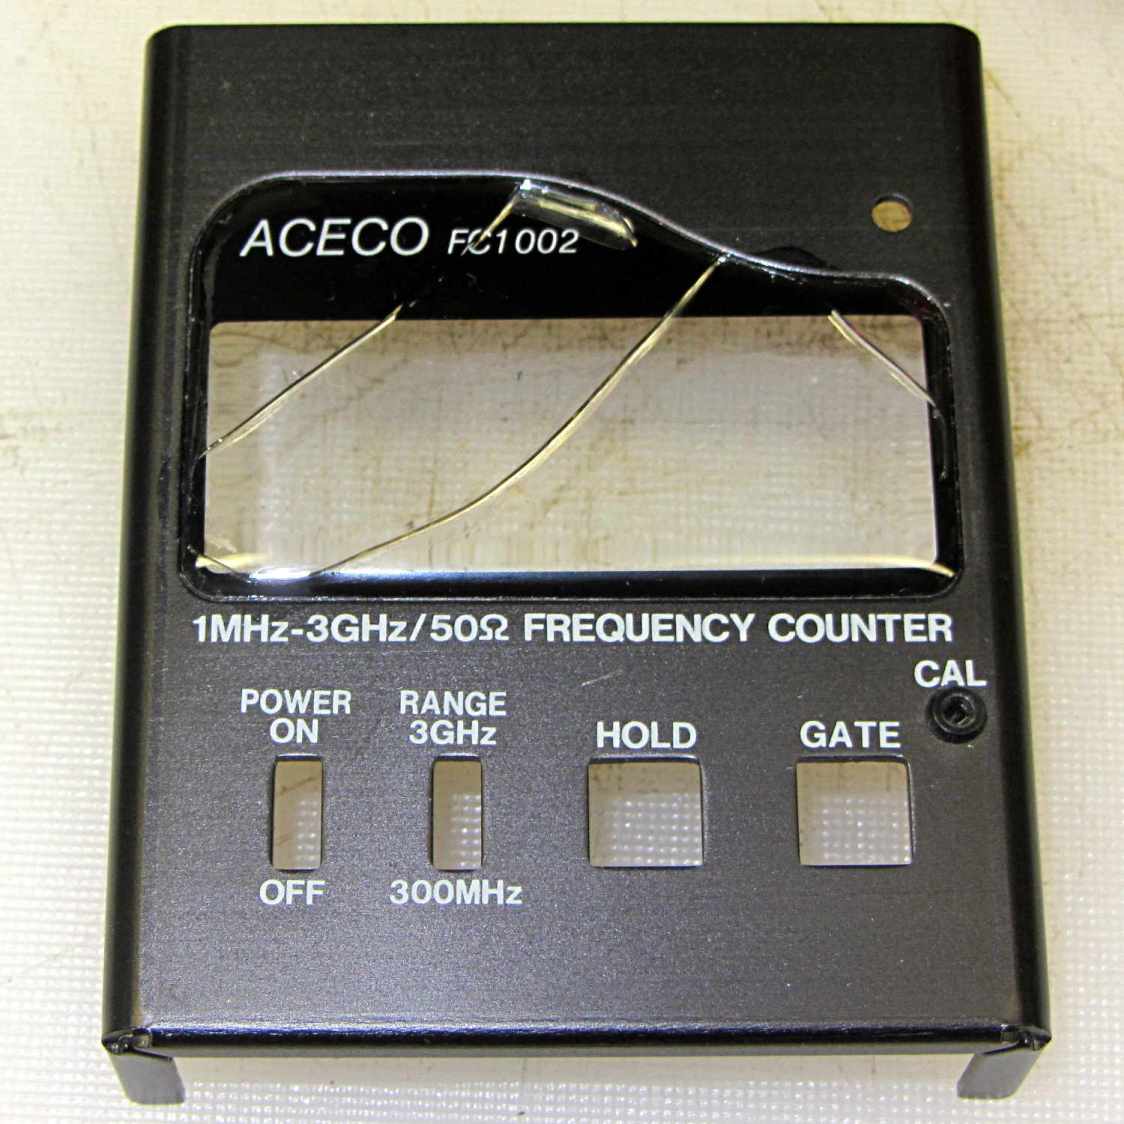 ACECO FC1002
1MHz-3GHz/50Ω FREQUENCY COUNTER
CAL
POWER
ON
RANGE
3GHz
HOLD
GATE
OFF
300MHz